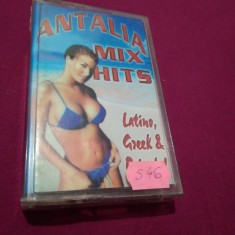 ANTALIA
MIX
HITS
Latino,
Greek &
546